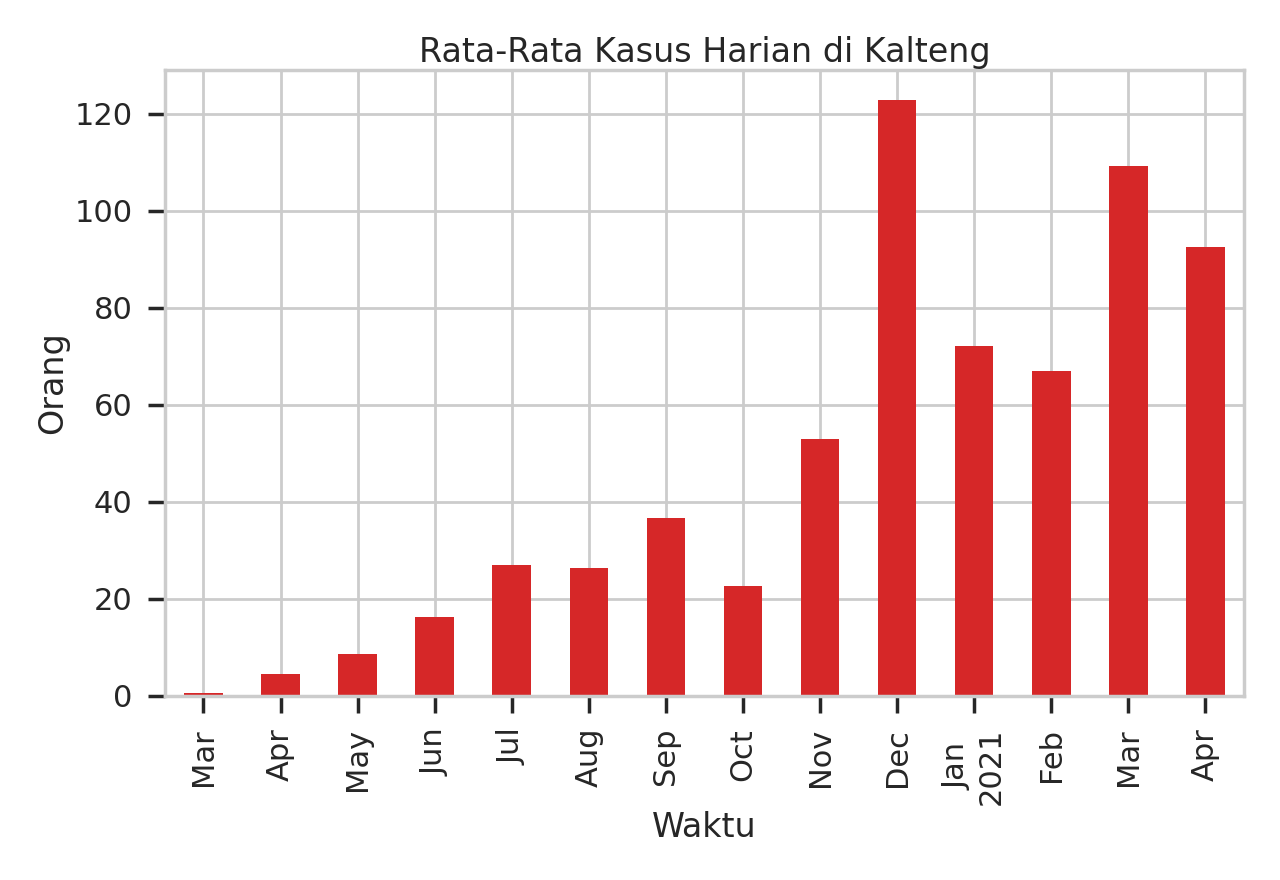 Rata-Rata Kasus Harian di Kalteng
120
100
80
60
40
20
0
Orang
Mar
Apr
May
Jun
Jul
Aug
Sep
Oct
Nov
Dec
Jan
2021
Feb
Mar
Apr
Waktu